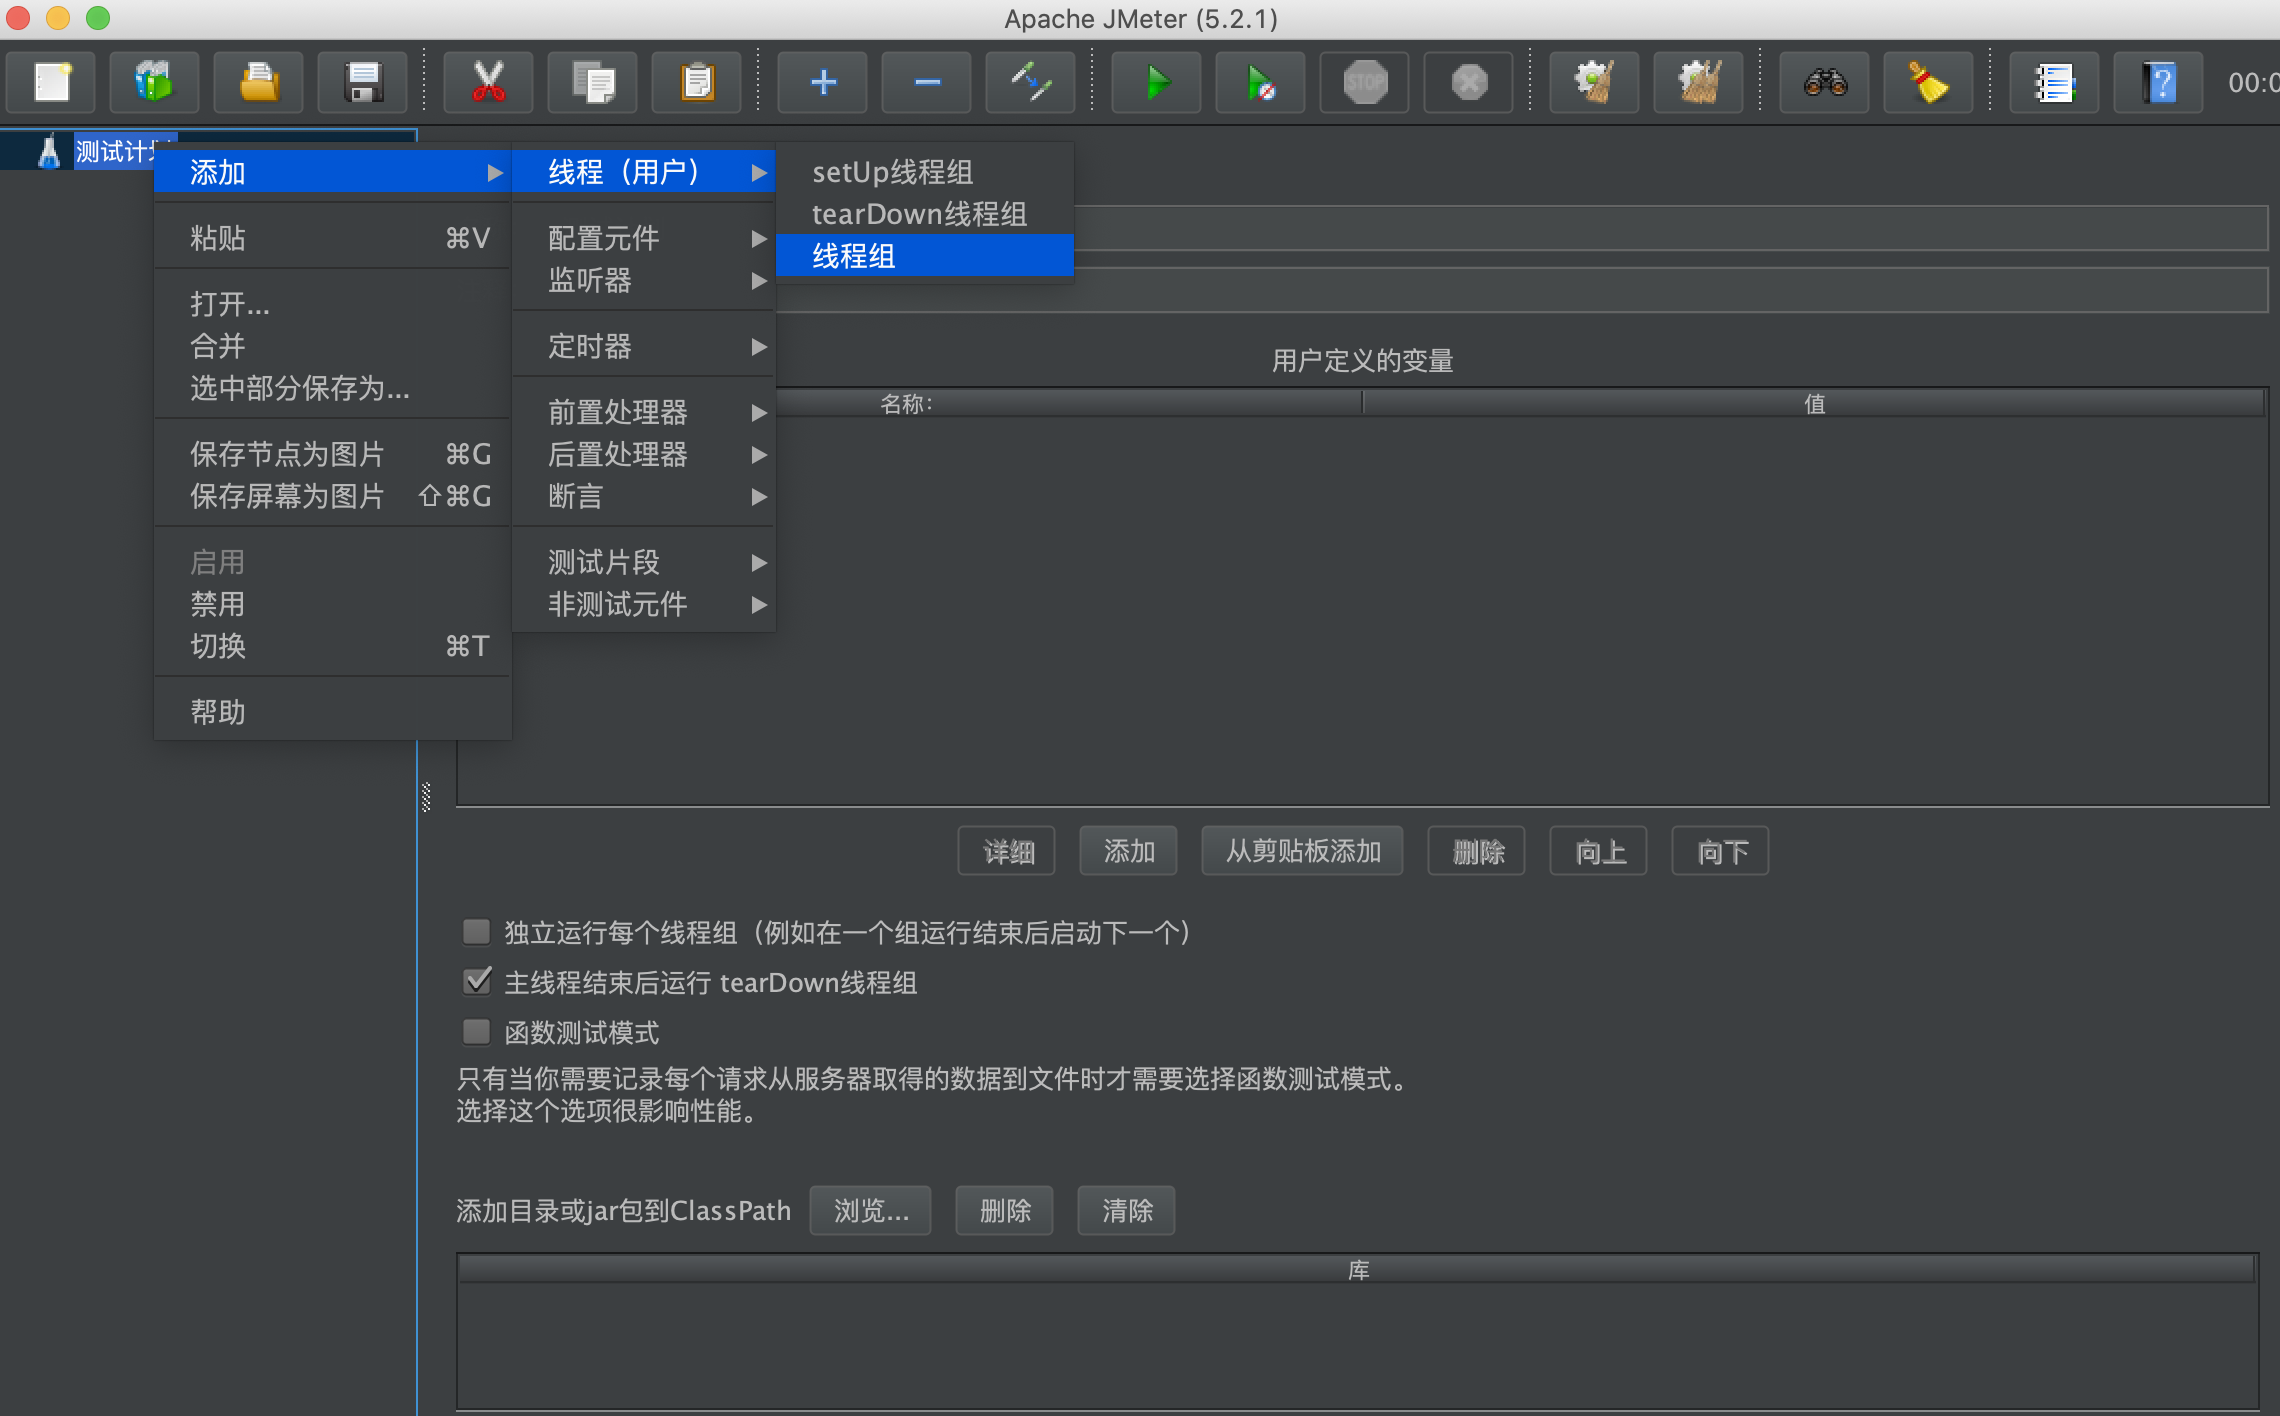 Apache JMeter (5.2.1)
STOP
00:0
测试计
添加
粘贴 ⌘V
打开...
合并
选中部分保存为...
保存节点为图片 ⌘G
保存屏幕为图片 ⇧⌘G
启用
禁用
切换 ⌘T
帮助
线程（用户）
配置元件
监听器
定时器
前置处理器
后置处理器
断言
测试片段
非测试元件
setUp线程组
tearDown线程组
线程组
用户定义的变量
名称: 值
详细 添加 从剪贴板添加 删除 向上 向下
独立运行每个线程组（例如在一个组运行结束后启动下一个）
主线程结束后运行 tearDown线程组
函数测试模式
只有当你需要记录每个请求从服务器取得的数据到文件时才需要选择函数测试模式。
选择这个选项很影响性能。
添加目录或jar包到ClassPath 浏览... 删除 清除
库